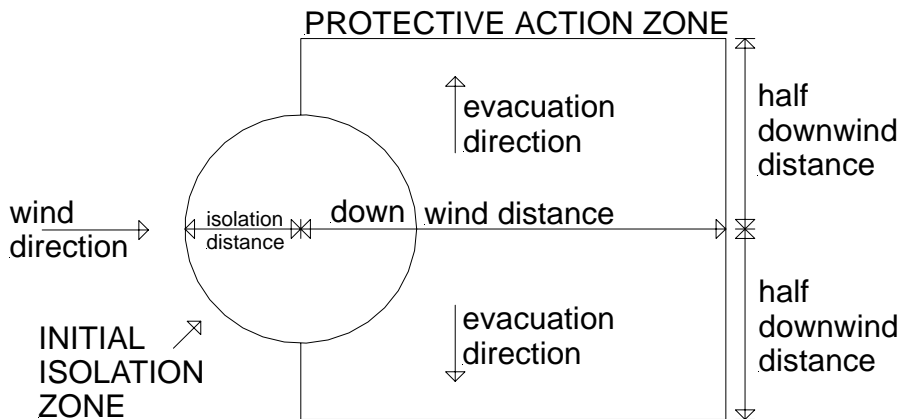 PROTECTIVE ACTION ZONE
evacuation
direction
half
downwind
distance
wind
direction
isolation
distance
down wind distance
evacuation
direction
half
downwind
distance
INITIAL
ISOLATION
ZONE